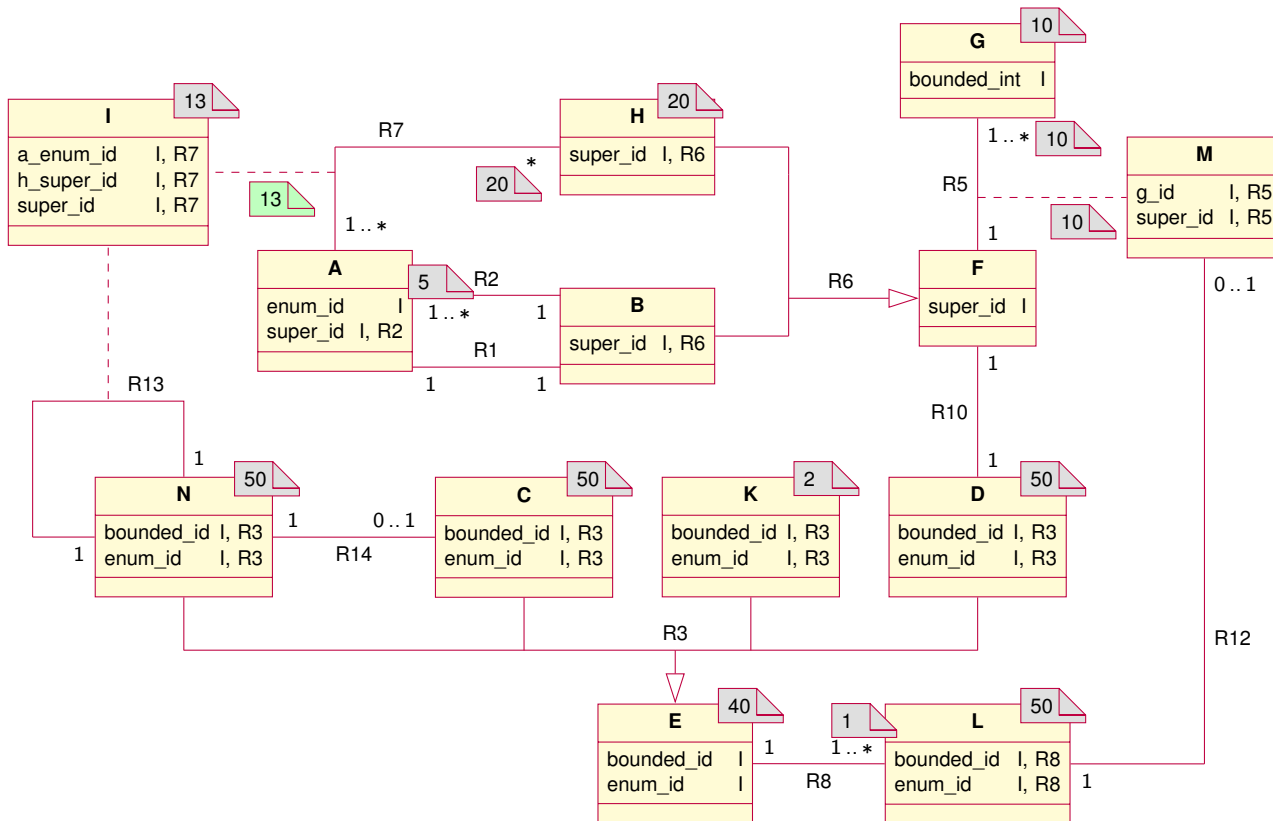 G
10
bounded_int I
I
13
a_enum_id I, R7
h_super_id I, R7
super_id I, R7
R7
H
20
super_id I, R6
*
20
13
1 .. *
1 .. *
10
R5
M
g_id I, R5
super_id I, R5
10
1
A
5
enum_id I
super_id I, R2
R2
1 .. *
1
R1
1
1
B
super_id I, R6
R6
F
super_id I
1
0 .. 1
R10
1
R13
1
1
N
50
bounded_id I, R3
enum_id I, R3
1
0 .. 1
R14
C
50
bounded_id I, R3
enum_id I, R3
K
2
bounded_id I, R3
enum_id I, R3
D
50
bounded_id I, R3
enum_id I, R3
R3
R12
E
40
bounded_id I
enum_id I
1
1
1 .. *
R8
L
50
bounded_id I, R8
enum_id I, R8
1